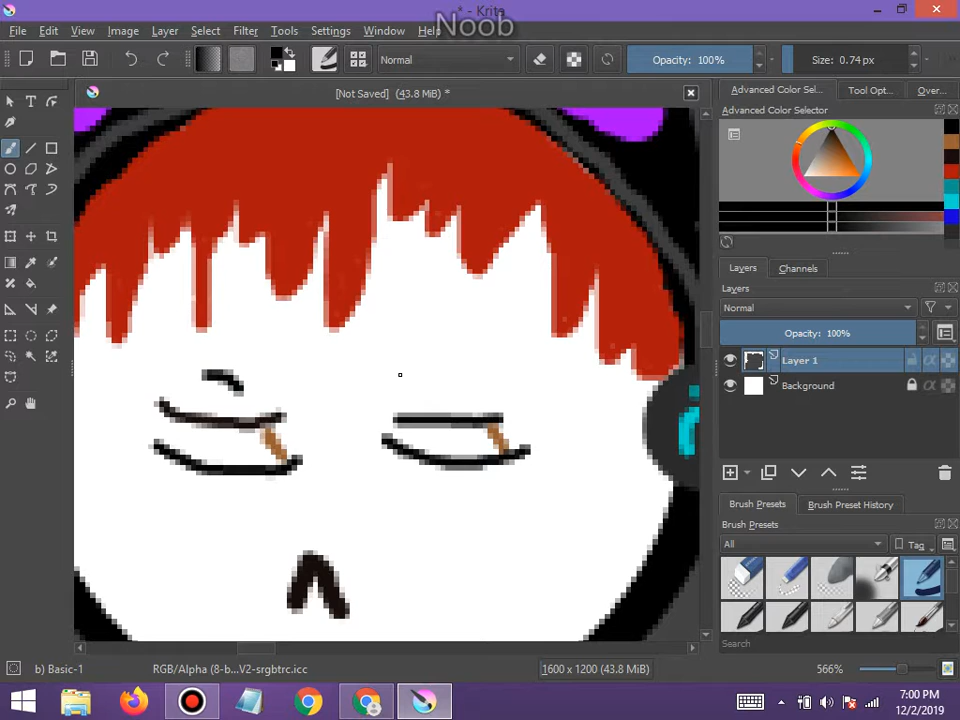 * - Krita
Noob
File Edit View Image Layer Select Filter Tools Settings Window Help
Normal
Opacity: 100%
Size: 0.74 px
[Not Saved] (43.8 MiB) *
Advanced Color Sel...
Tool Opt...
Over...
Advanced Color Selector
Layers
Channels
Layers
Normal
Opacity: 100%
Layer 1
Background
Brush Presets
Brush Preset History
Brush Presets
All
Tag
Search
b) Basic-1
RGB/Alpha (8-b...V2-srgbtrc.icc
1600 x 1200 (43.8 MiB)
566%
7:00 PM
12/2/2019